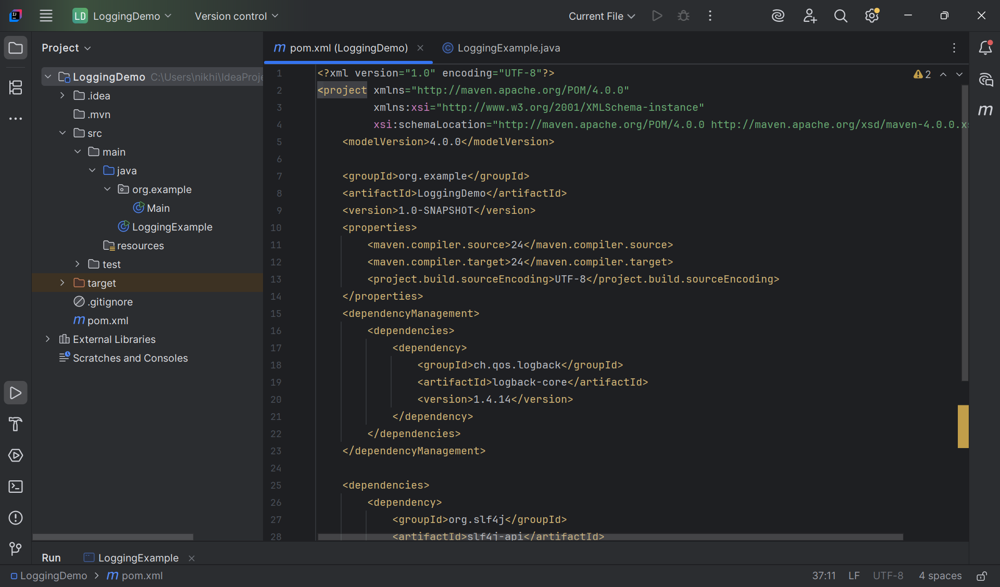 LD LoggingDemo Version control Current File
Project
LoggingDemo C:\Users\nikhi\IdeaProje
.idea
.mvn
src
main
java
org.example
Main
LoggingExample
resources
test
target
.gitignore
m pom.xml
External Libraries
Scratches and Consoles
m pom.xml (LoggingDemo) LoggingExample.java
m
2
1 <?xml version="1.0" encoding="UTF-8"?>
2 <project xmlns="http://maven.apache.org/POM/4.0.0"
3 xmlns:xsi="http://www.w3.org/2001/XMLSchema-instance"
4 xsi:schemaLocation="http://maven.apache.org/POM/4.0.0 http://maven.apache.org/xsd/maven-4.0.0.xs
5 <modelVersion>4.0.0</modelVersion>
6
7 <groupId>org.example</groupId>
8 <artifactId>LoggingDemo</artifactId>
9 <version>1.0-SNAPSHOT</version>
10 <properties>
11 <maven.compiler.source>24</maven.compiler.source>
12 <maven.compiler.target>24</maven.compiler.target>
13 <project.build.sourceEncoding>UTF-8</project.build.sourceEncoding>
14 </properties>
15 <dependencyManagement>
16 <dependencies>
17 <dependency>
18 <groupId>ch.qos.logback</groupId>
19 <artifactId>logback-core</artifactId>
20 <version>1.4.14</version>
21 </dependency>
22 </dependencies>
23 </dependencyManagement>
24
25 <dependencies>
26 <dependency>
27 <groupId>org.slf4j</groupId>
28 <artifactId>slf4j-api</artifactId>
Run LoggingExample
LoggingDemo m pom.xml 37:11 LF UTF-8 4 spaces